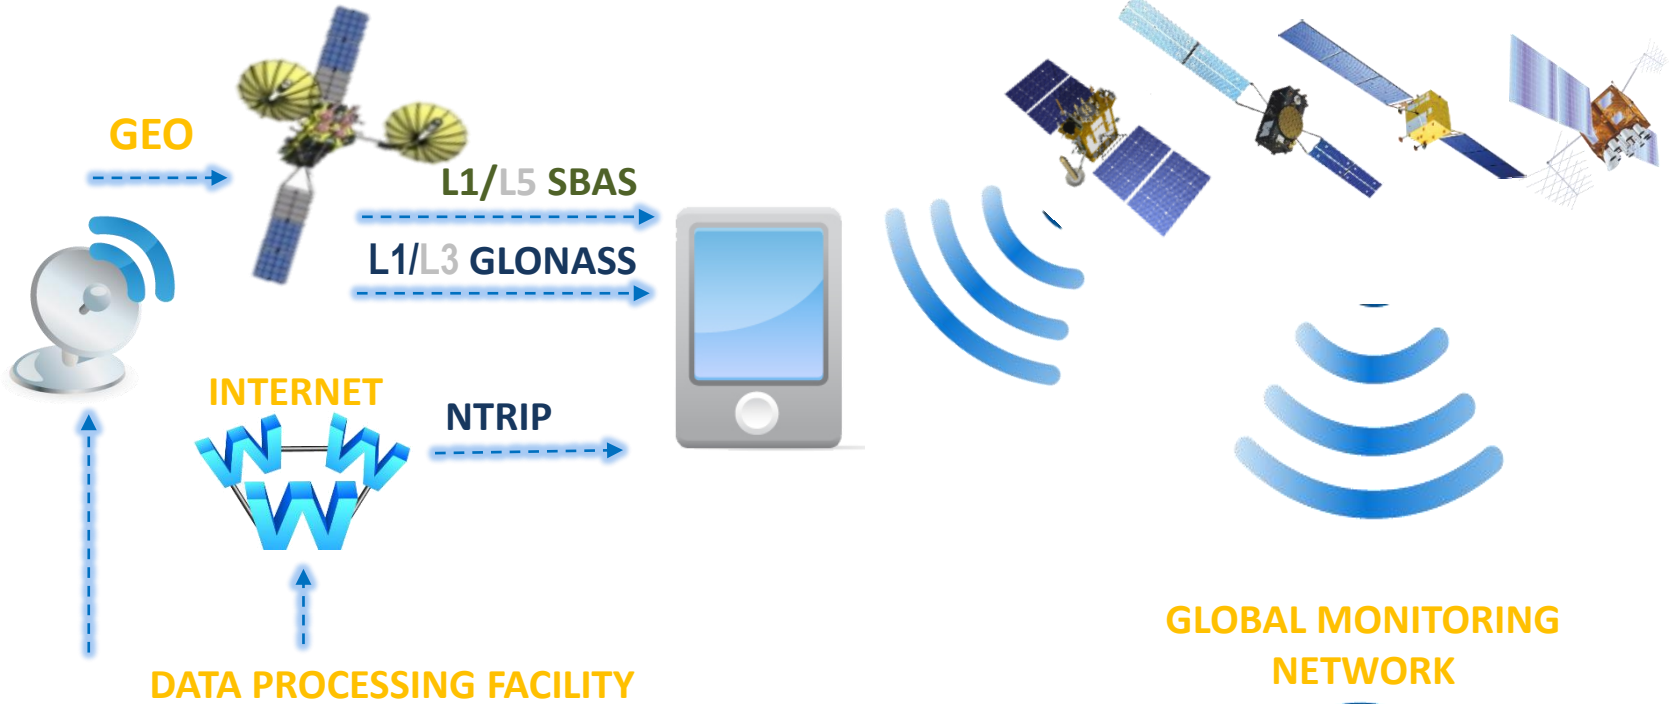 GEO
L1/L5 SBAS
L1/L3 GLONASS
INTERNET
NTRIP
W W W
DATA PROCESSING FACILITY
GLOBAL MONITORING
NETWORK